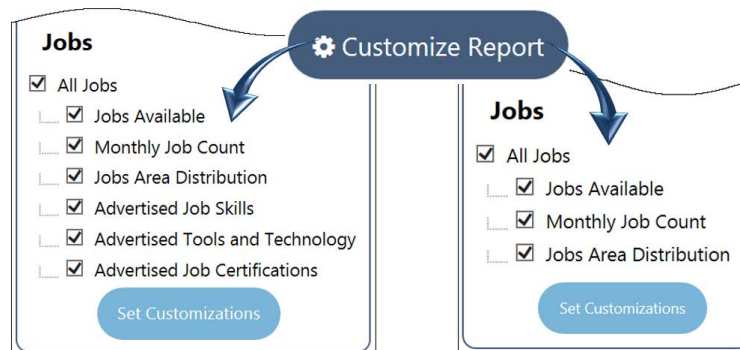 Customize Report
Jobs
All Jobs
Jobs Available
Monthly Job Count
Jobs Area Distribution
Advertised Job Skills
Advertised Tools and Technology
Advertised Job Certifications
Set Customizations
Jobs
All Jobs
Jobs Available
Monthly Job Count
Jobs Area Distribution
Set Customizations